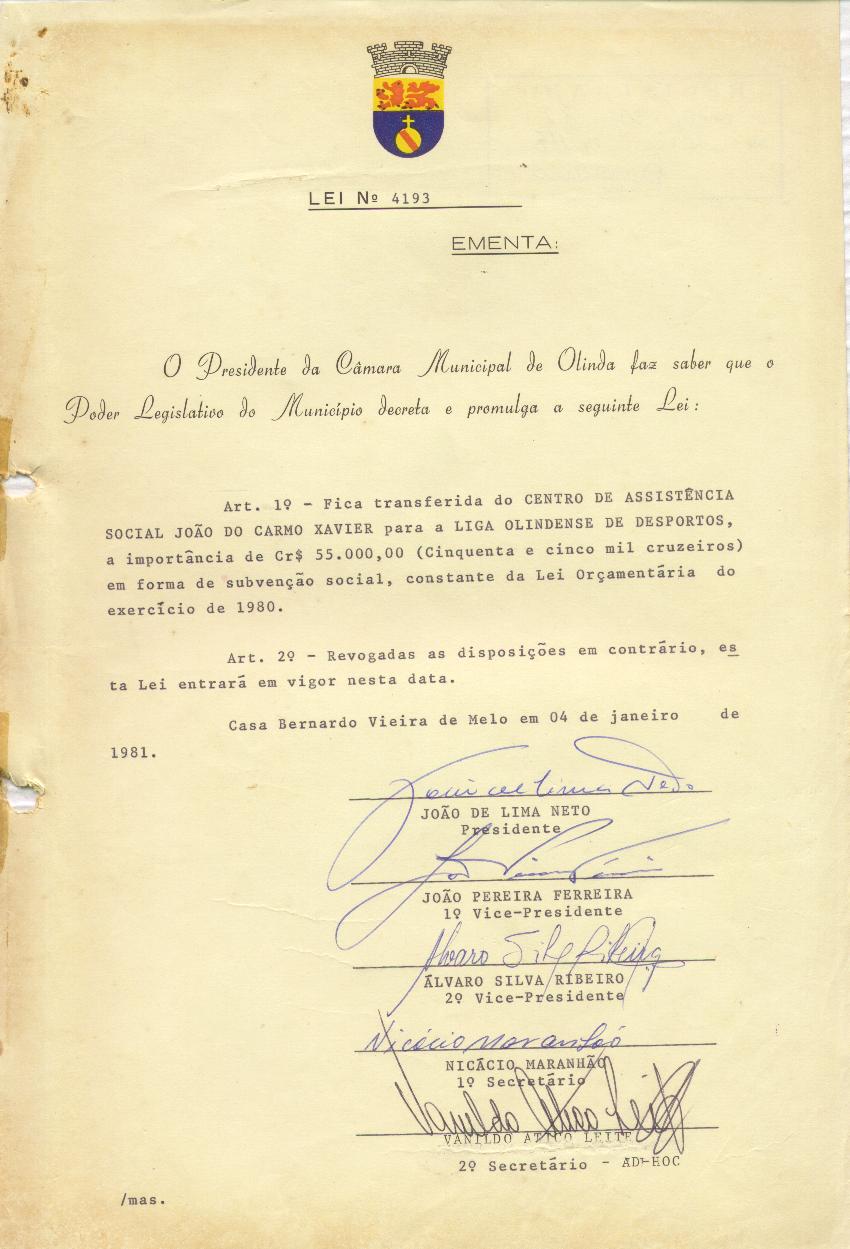 LEI Nº 4193
EMENTA:
O Presidente da Câmara Municipal de Olinda faz saber que o
Poder Legislativo do Município decreta e promulga a seguinte Lei:
Art. 1º - Fica transferida do CENTRO DE ASSISTÊNCIA
SOCIAL JOÃO DO CARMO XAVIER para a LIGA OLINDENSE DE DESPORTOS,
a importância de Cr$ 55.000,00 (Cinquenta e cinco mil cruzeiros)
em forma de subvenção social, constante da Lei Orçamentária do
exercício de 1980.
Art. 2º - Revogadas as disposições em contrário, es
ta Lei entrará em vigor nesta data.
Casa Bernardo Vieira de Melo em 04 de janeiro de
1981.
João de Lima Neto
JOÃO DE LIMA NETO
Presidente
JOÃO PEREIRA FERREIRA
1º Vice-Presidente
Alvaro Silva Ribeiro
ÁLVARO SILVA RIBEIRO
2º Vice-Presidente
Nicácio Maranhão
NICÁCIO MARANHÃO
1º Secretário
Vanildo Atico Leite
VANILDO ATICO LEITE
2º Secretário - AD-HOC
/mas.